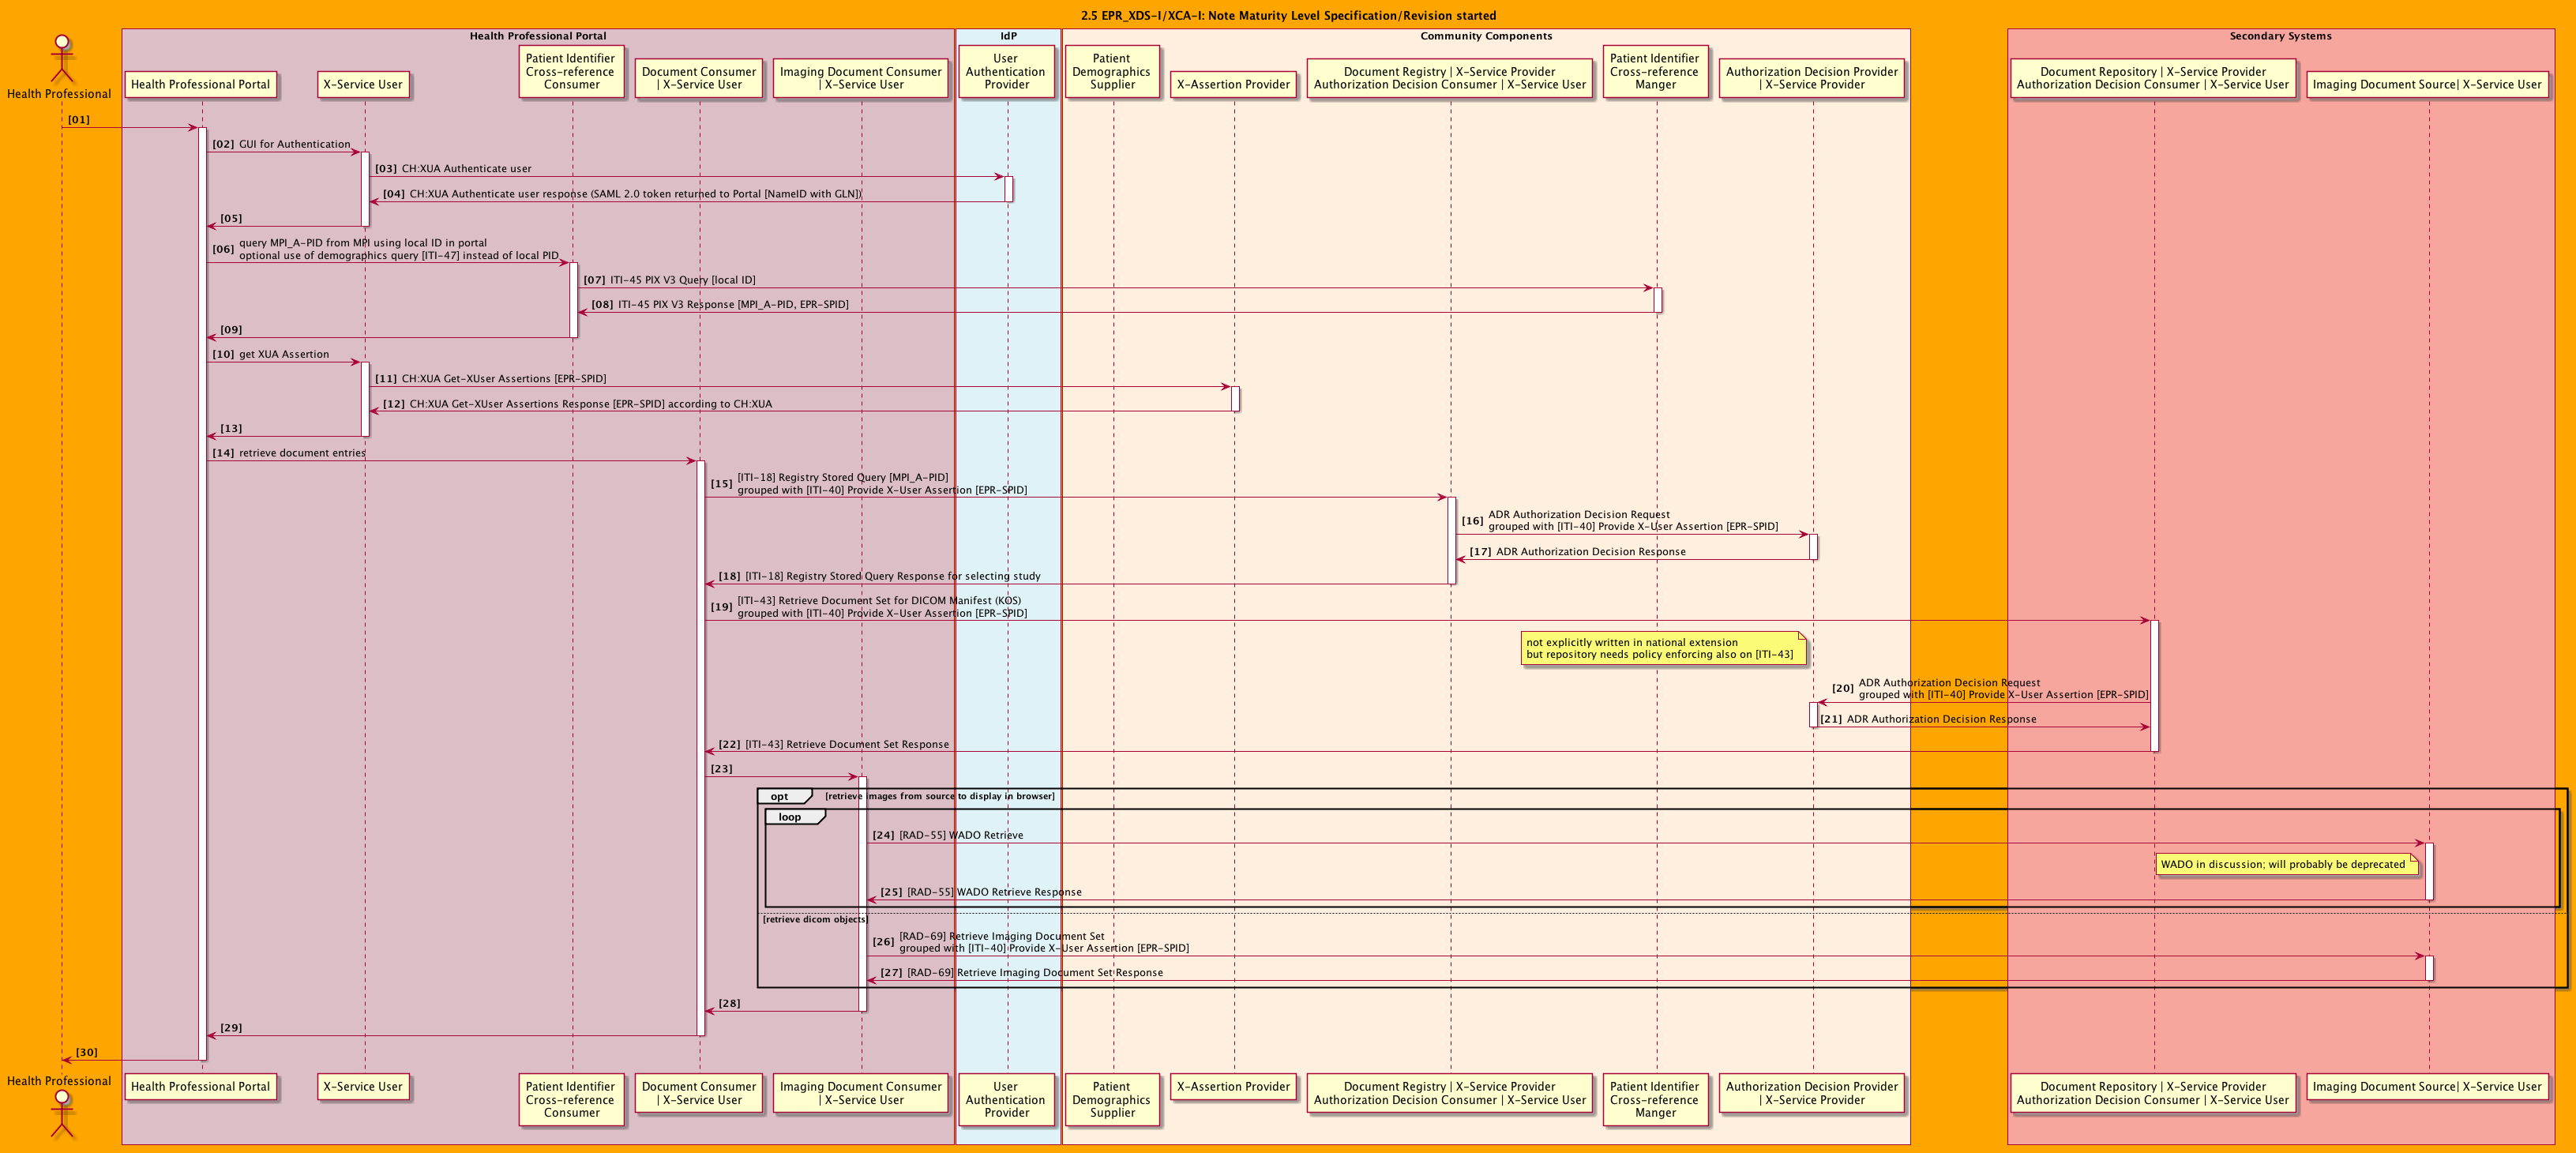 2.5 EPR_XDS-I/XCA-I: Note Maturity Level Specification/Revision started
Health Professional Portal
IdP
Community Components
Secondary Systems
Health Professional
Health Professional Portal
X-Service User
Patient Identifier
Cross-reference
Consumer
Document Consumer
| X-Service User
Imaging Document Consumer
| X-Service User
User
Authentication
Provider
Patient
Demographics
Supplier
X-Assertion Provider
Document Registry | X-Service Provider
Authorization Decision Consumer | X-Service User
Patient Identifier
Cross-reference
Manger
Authorization Decision Provider
| X-Service Provider
Document Repository | X-Service Provider
Authorization Decision Consumer | X-Service User
Imaging Document Source| X-Service User
[01]
[02] GUI for Authentication
[03] CH:XUA Authenticate user
[04] CH:XUA Authenticate user response (SAML 2.0 token returned to Portal [NameID with GLN])
[05]
[06] query MPI_A-PID from MPI using local ID in portal
optional use of demographics query [ITI-47] instead of local PID
[07] ITI-45 PIX V3 Query [local ID]
[08] ITI-45 PIX V3 Response [MPI_A-PID, EPR-SPID]
[09]
[10] get XUA Assertion
[11] CH:XUA Get-XUser Assertions [EPR-SPID]
[12] CH:XUA Get-XUser Assertions Response [EPR-SPID] according to CH:XUA
[13]
[14] retrieve document entries
[15] [ITI-18] Registry Stored Query [MPI_A-PID]
grouped with [ITI-40] Provide X-User Assertion [EPR-SPID]
[16] ADR Authorization Decision Request
grouped with [ITI-40] Provide X-User Assertion [EPR-SPID]
[17] ADR Authorization Decision Response
[18] [ITI-18] Registry Stored Query Response for selecting study
[19] [ITI-43] Retrieve Document Set for DICOM Manifest (KOS)
grouped with [ITI-40] Provide X-User Assertion [EPR-SPID]
not explicitly written in national extension
but repository needs policy enforcing also on [ITI-43]
[20] ADR Authorization Decision Request
grouped with [ITI-40] Provide X-User Assertion [EPR-SPID]
[21] ADR Authorization Decision Response
[22] [ITI-43] Retrieve Document Set Response
[23]
opt [retrieve images from source to display in browser]
loop
[24] [RAD-55] WADO Retrieve
WADO in discussion; will probably be deprecated
[25] [RAD-55] WADO Retrieve Response
[retrieve dicom objects]
[26] [RAD-69] Retrieve Imaging Document Set
grouped with [ITI-40] Provide X-User Assertion [EPR-SPID]
[27] [RAD-69] Retrieve Imaging Document Set Response
[28]
[29]
[30]
Health Professional
Health Professional Portal
X-Service User
Patient Identifier
Cross-reference
Consumer
Document Consumer
| X-Service User
Imaging Document Consumer
| X-Service User
User
Authentication
Provider
Patient
Demographics
Supplier
X-Assertion Provider
Document Registry | X-Service Provider
Authorization Decision Consumer | X-Service User
Patient Identifier
Cross-reference
Manger
Authorization Decision Provider
| X-Service Provider
Document Repository | X-Service Provider
Authorization Decision Consumer | X-Service User
Imaging Document Source| X-Service User